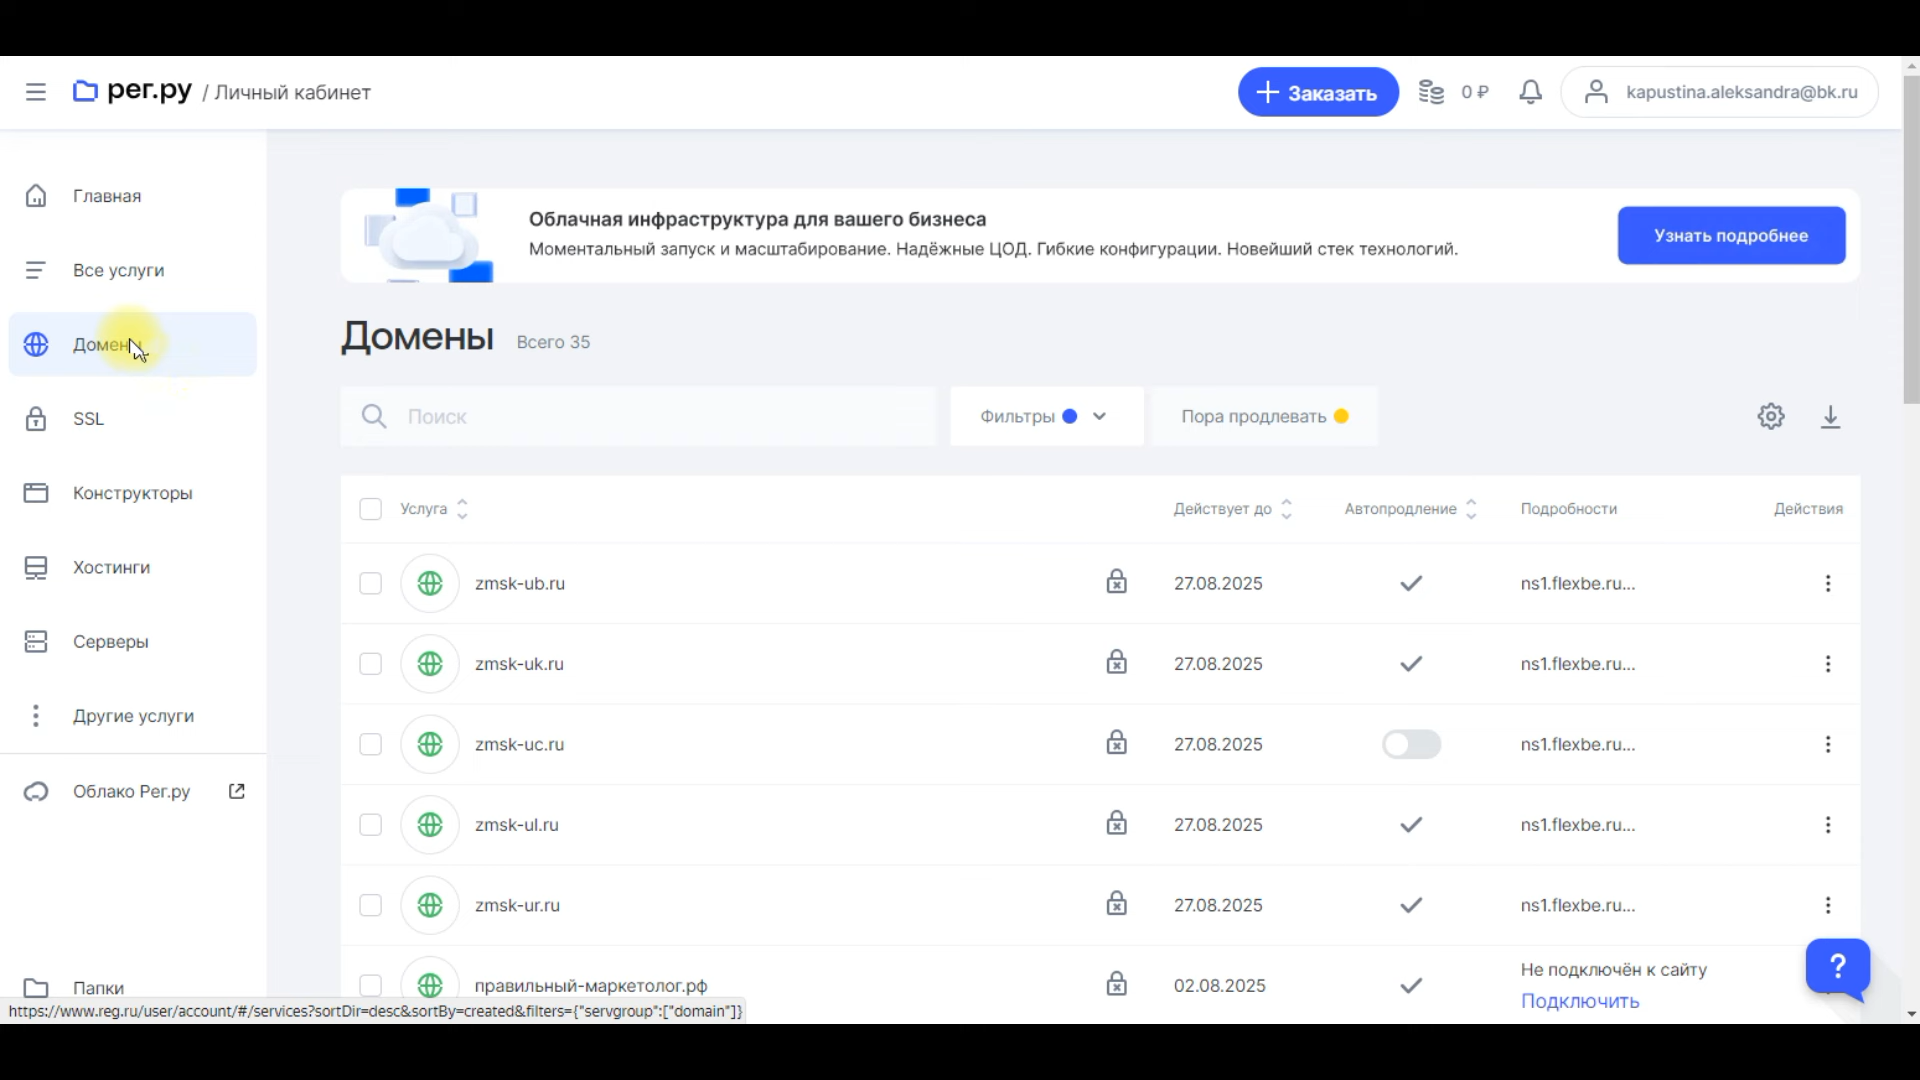 рег.ру / Личный кабинет
Заказать
0 ₽
kapustina.aleksandra@bk.ru
Главная
Все услуги
Домены
SSL
Конструкторы
Хостинги
Серверы
Другие услуги
Облако Рег.ру
Папки
Облачная инфраструктура для вашего бизнеса
Моментальный запуск и масштабирование. Надёжные ЦОД. Гибкие конфигурации. Новейший стек технологий.
Узнать подробнее
Домены Всего 35
Поиск
Фильтры
Пора продлевать
Услуга Действует до Автопродление Подробности Действия
zmsk-ub.ru 27.08.2025 ns1.flexbe.ru...
zmsk-uk.ru 27.08.2025 ns1.flexbe.ru...
zmsk-uc.ru 27.08.2025 ns1.flexbe.ru...
zmsk-ul.ru 27.08.2025 ns1.flexbe.ru...
zmsk-ur.ru 27.08.2025 ns1.flexbe.ru...
правильный-маркетолог.рф 02.08.2025 Не подключён к сайту
Подключить
?
https://www.reg.ru/user/account/#/services?sortDir=desc&sortBy=created&filters={"servgroup":["domain"]}